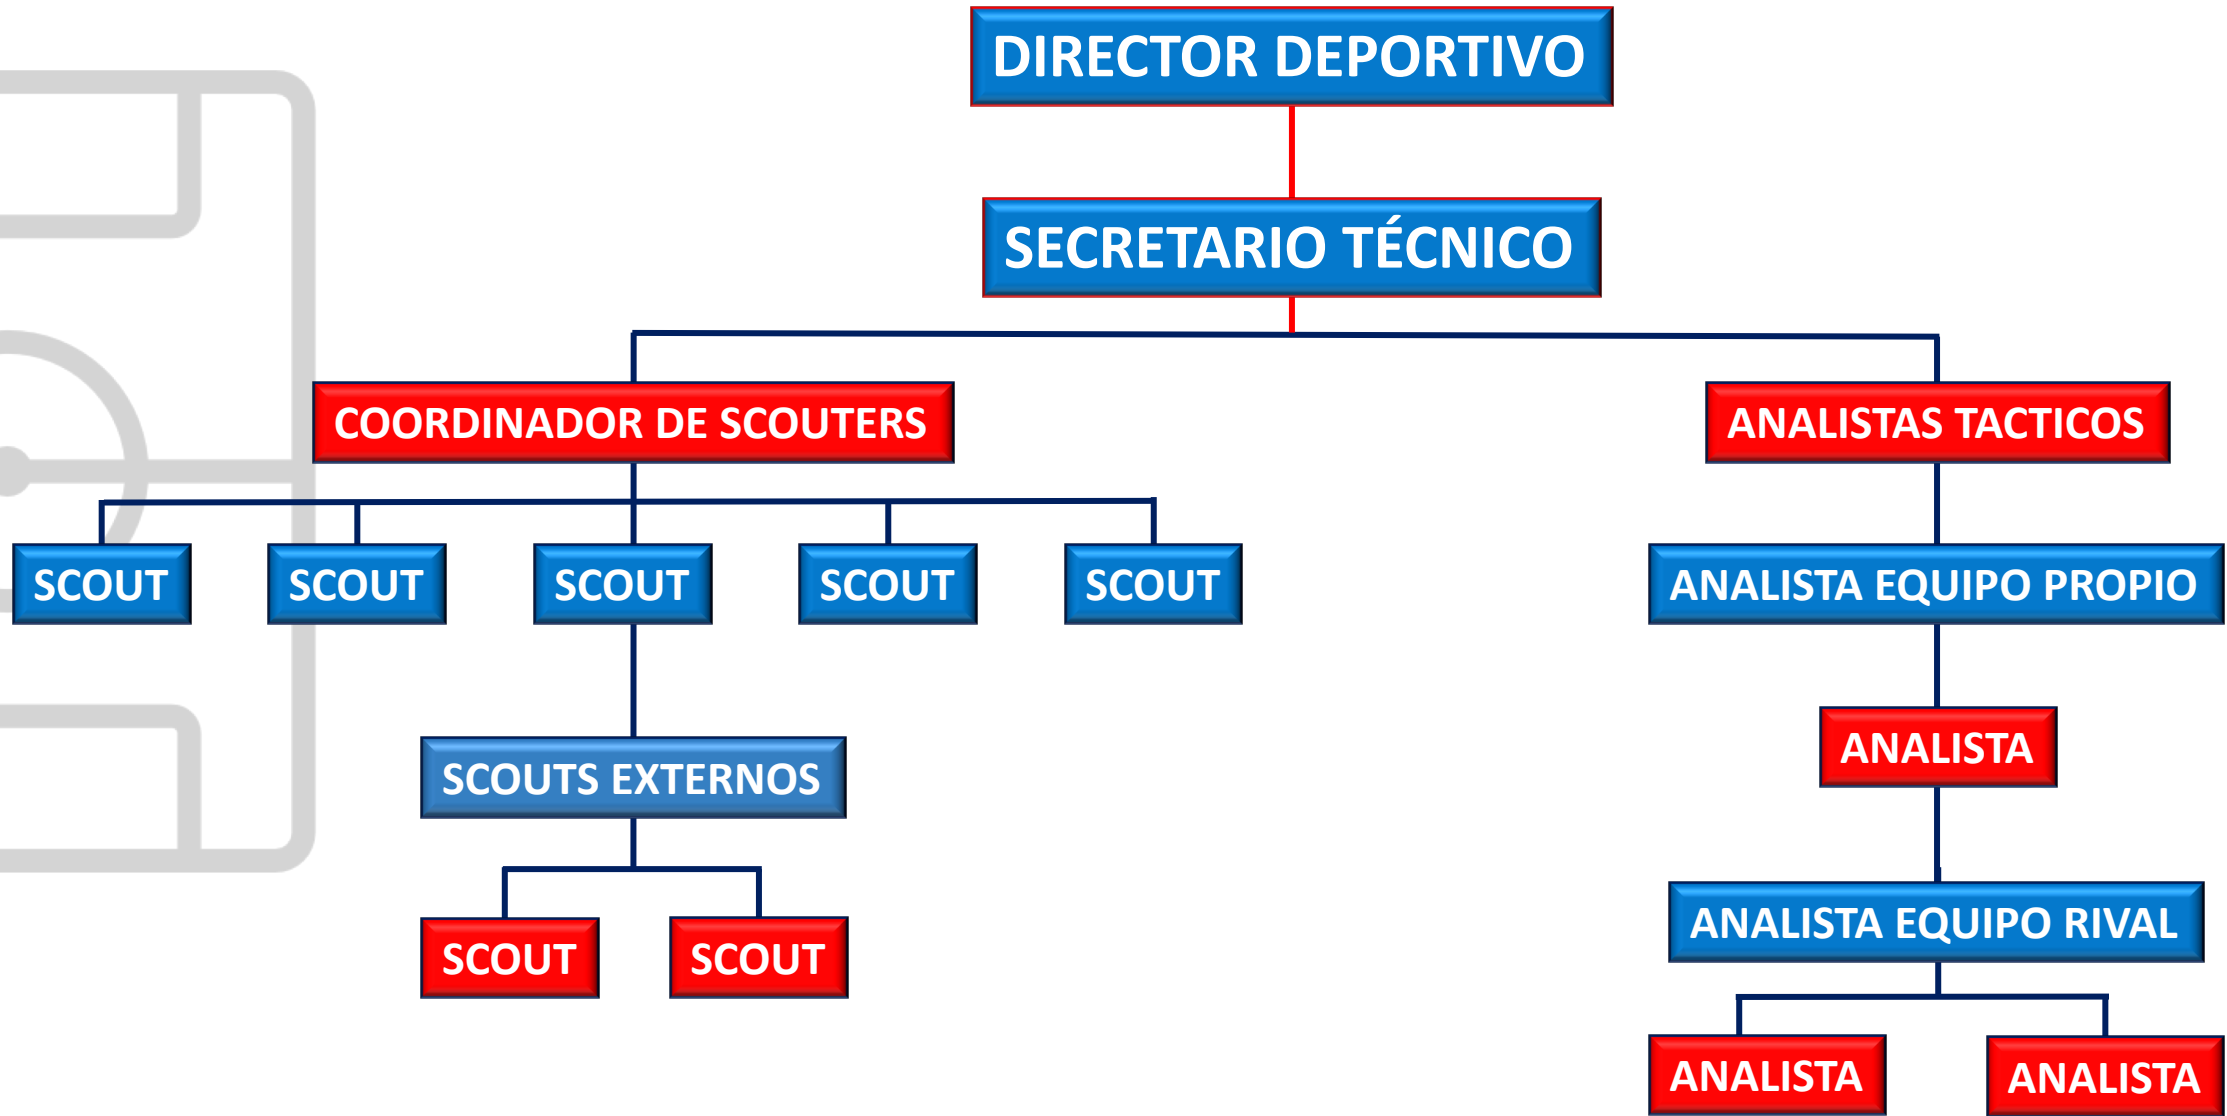 DIRECTOR DEPORTIVO
SECRETARIO TÉCNICO
COORDINADOR DE SCOUTERS
ANALISTAS TACTICOS
SCOUT
SCOUT
SCOUT
SCOUT
SCOUT
ANALISTA EQUIPO PROPIO
ANALISTA
SCOUTS EXTERNOS
ANALISTA EQUIPO RIVAL
SCOUT
SCOUT
ANALISTA
ANALISTA